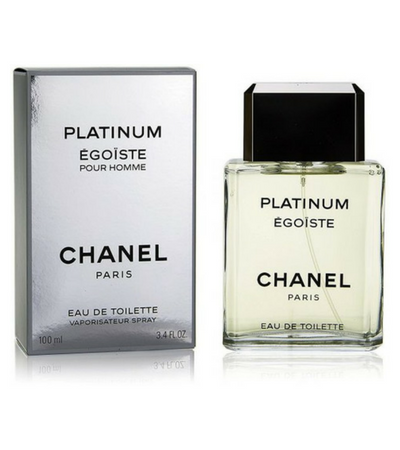 PLATINUM
ÉGOÏSTE
POUR HOMME
CHANEL
PARIS
EAU DE TOILETTE
VAPORISATEUR SPRAY
100 ml 3.4 FL.OZ
PLATINUM
ÉGOÏSTE
CHANEL
PARIS
EAU DE TOILETTE